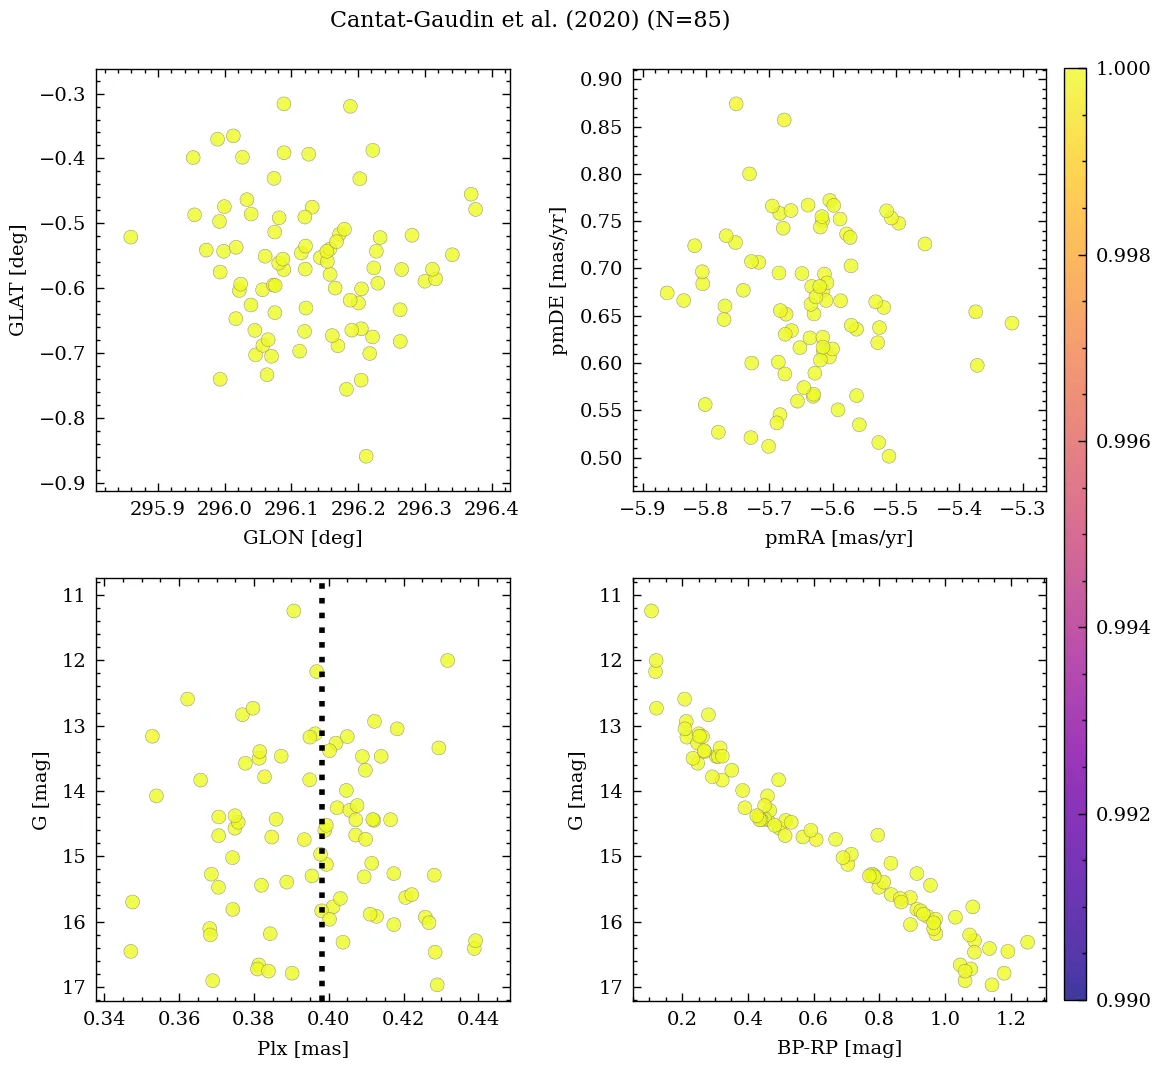 Cantat-Gaudin et al. (2020) (N=85)
−0.3
−0.4
−0.5
−0.6
−0.7
−0.8
−0.9
GLAT [deg]
295.9 296.0 296.1 296.2 296.3 296.4
GLON [deg]
0.90
0.85
0.80
0.75
0.70
0.65
0.60
0.55
0.50
pmDE [mas/yr]
−5.9 −5.8 −5.7 −5.6 −5.5 −5.4 −5.3
pmRA [mas/yr]
11
12
13
14
15
16
17
G [mag]
0.34 0.36 0.38 0.40 0.42 0.44
Plx [mas]
11
12
13
14
15
16
17
G [mag]
0.2 0.4 0.6 0.8 1.0 1.2
BP-RP [mag]
1.000
0.998
0.996
0.994
0.992
0.990